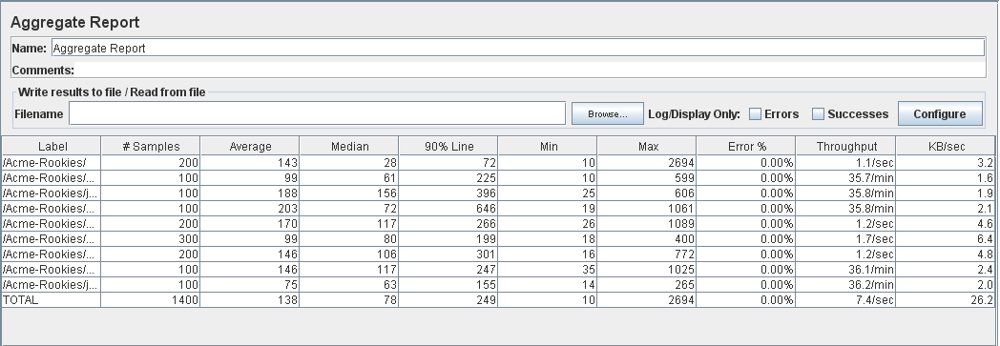 Aggregate Report
Name: Aggregate Report
Comments:
Write results to file / Read from file
Filename Browse... Log/Display Only: Errors Successes Configure
Label # Samples Average Median 90% Line Min Max Error % Throughput KB/sec
/Acme-Rookies/ 200 143 28 72 10 2694 0.00% 1.1/sec 3.2
/Acme-Rookies/... 100 99 61 225 10 599 0.00% 35.7/min 1.6
/Acme-Rookies/j... 100 188 156 396 25 606 0.00% 35.8/min 1.9
/Acme-Rookies/... 100 203 72 646 19 1061 0.00% 35.8/min 2.1
/Acme-Rookies/... 200 170 117 266 26 1089 0.00% 1.2/sec 4.6
/Acme-Rookies/... 300 99 80 199 18 400 0.00% 1.7/sec 6.4
/Acme-Rookies/... 200 146 106 301 16 772 0.00% 1.2/sec 4.8
/Acme-Rookies/... 100 146 117 247 35 1025 0.00% 36.1/min 2.4
/Acme-Rookies/j... 100 75 63 155 14 265 0.00% 36.2/min 2.0
TOTAL 1400 138 78 249 10 2694 0.00% 7.4/sec 26.2